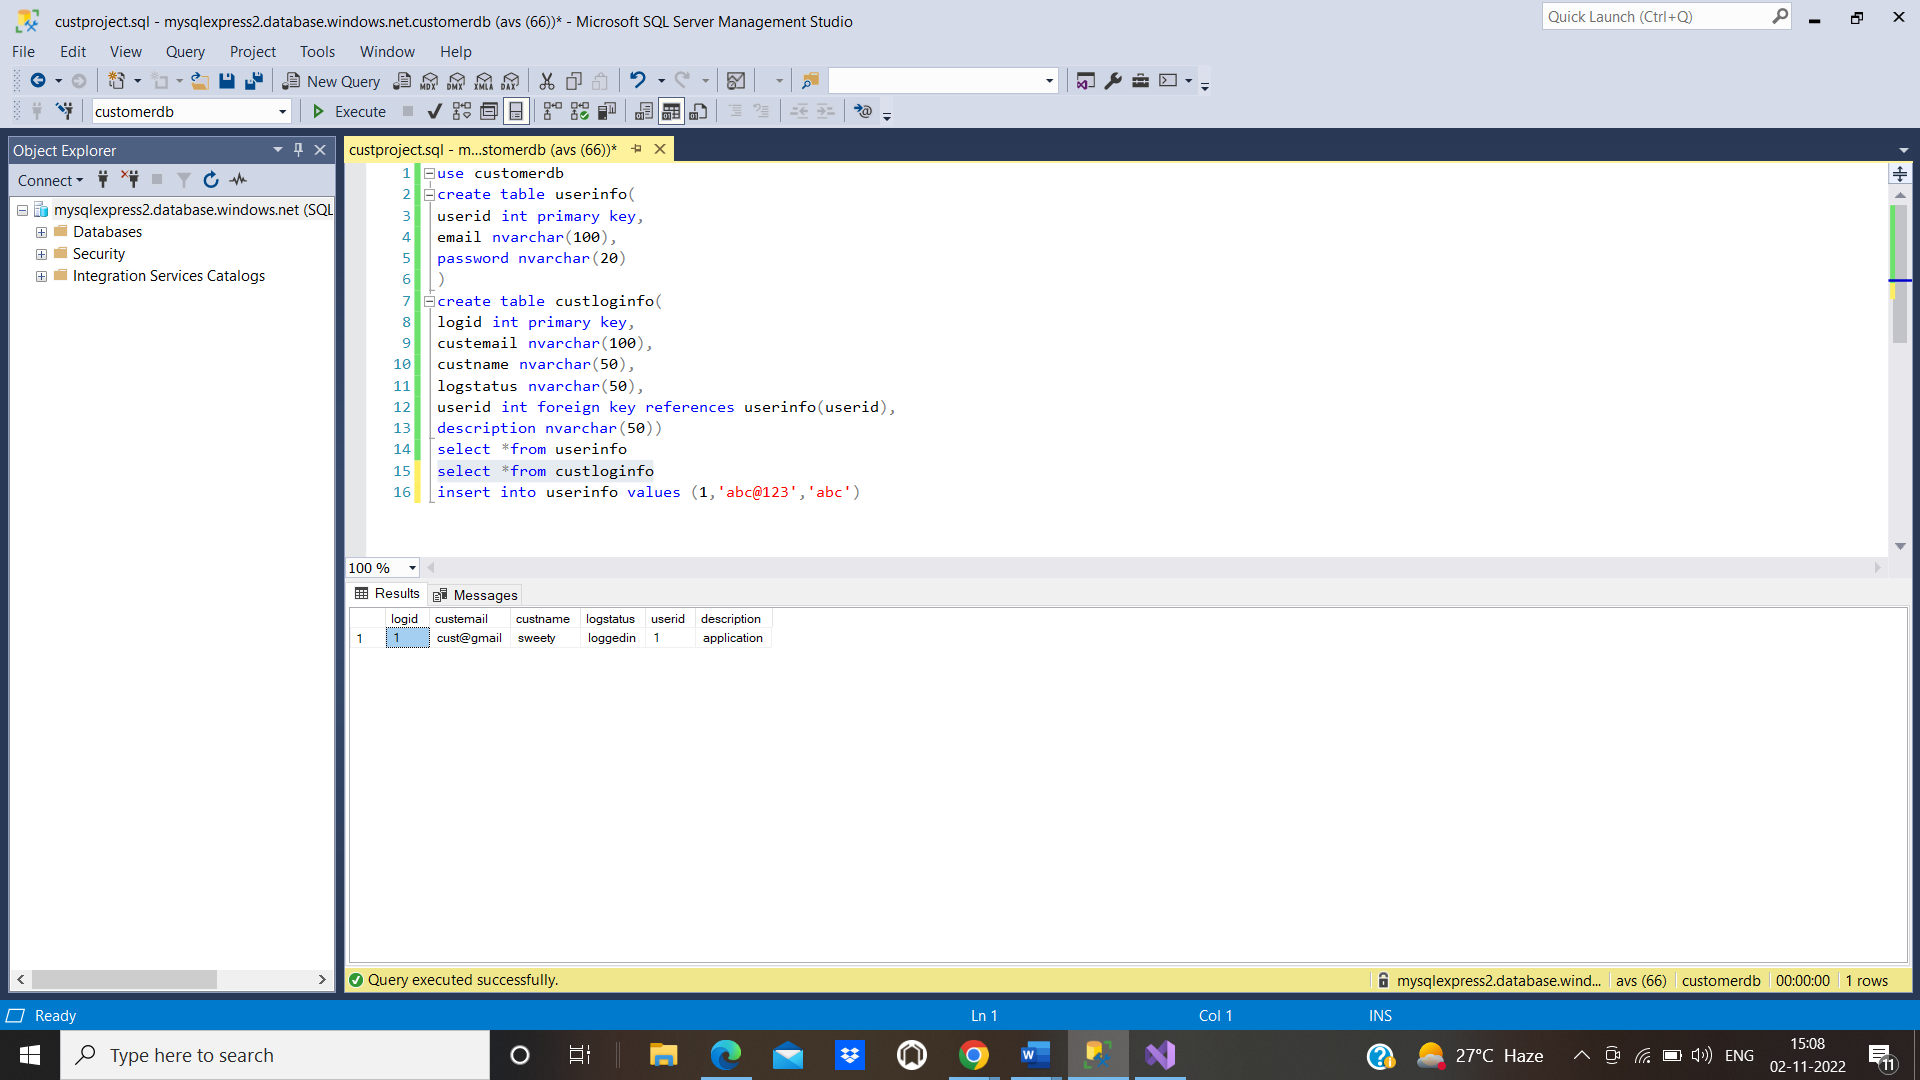 custproject.sql - mysqlexpress2.database.windows.net.customerdb (avs (66))* - Microsoft SQL Server Management Studio
Quick Launch (Ctrl+Q)
File Edit View Query Project Tools Window Help
New Query MDX DMX XMLA DAX
customerdb Execute
Object Explorer
custproject.sql - m...stomerdb (avs (66))*
Connect
mysqlexpress2.database.windows.net (SQL
Databases
Security
Integration Services Catalogs
1 use customerdb
2 create table userinfo(
3 userid int primary key,
4 email nvarchar(100),
5 password nvarchar(20)
6 )
7 create table custloginfo(
8 logid int primary key,
9 custemail nvarchar(100),
10 custname nvarchar(50),
11 logstatus nvarchar(50),
12 userid int foreign key references userinfo(userid),
13 description nvarchar(50))
14 select *from userinfo
15 select *from custloginfo
16 insert into userinfo values (1,'abc@123','abc')
100 %
Results Messages
logid custemail custname logstatus userid description
1 1 cust@gmail sweety loggedin 1 application
Query executed successfully.
mysqlexpress2.database.wind... avs (66) customerdb 00:00:00 1 rows
Ready Ln 1 Col 1 INS
Type here to search
27°C Haze ENG
15:08
02-11-2022
11